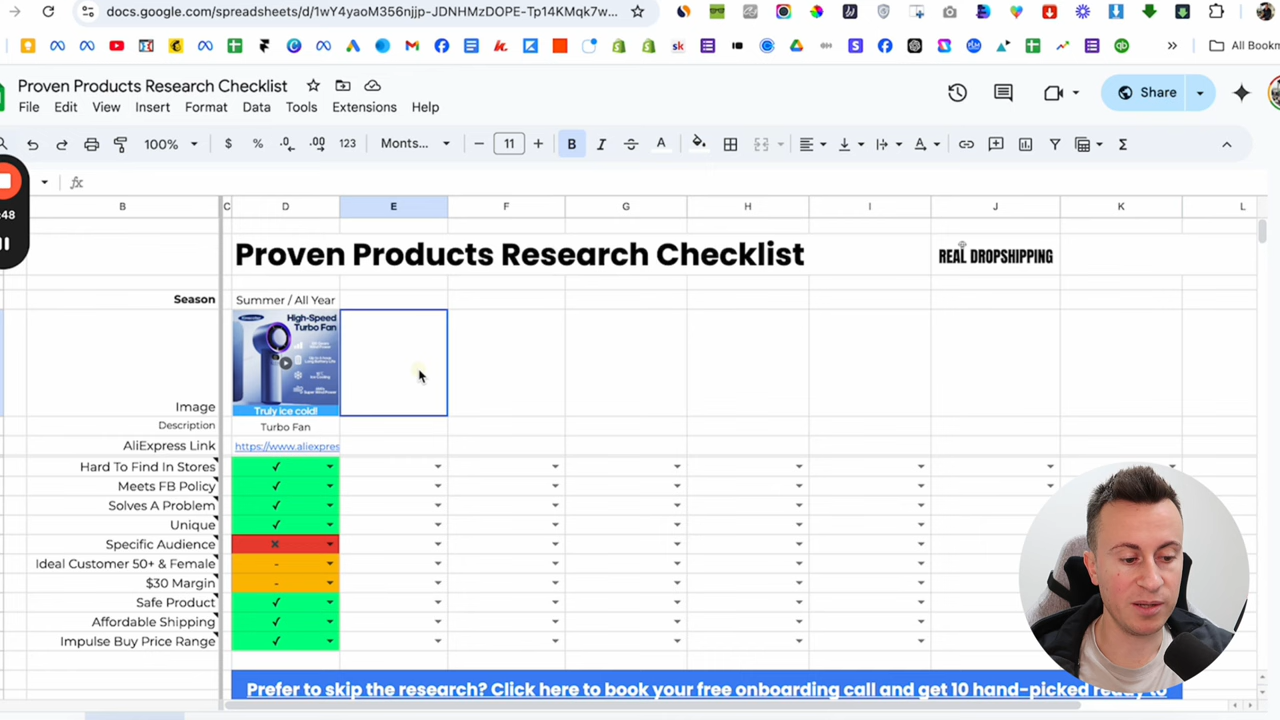 docs.google.com/spreadsheets/d/1wY4yaoM356njjp-JDNHMzDOPE-Tp14KMqk7w...
sk
All Bookm
Proven Products Research Checklist
File Edit View Insert Format Data Tools Extensions Help
Share
100% $ % .0 .00 123 Monts... 11 B I A
:48
fx
B C D E F G H I J K L
Proven Products Research Checklist
REAL DROPSHIPPING
Season Summer / All Year
High-Speed
Turbo Fan
Truly ice cold!
Image
Description Turbo Fan
AliExpress Link https://www.aliexpres
Hard To Find In Stores ✓
Meets FB Policy ✓
Solves A Problem ✓
Unique ✓
Specific Audience ✕
Ideal Customer 50+ & Female -
$30 Margin -
Safe Product ✓
Affordable Shipping ✓
Impulse Buy Price Range ✓
Prefer to skip the research? Click here to book your free onboarding call and get 10 hand-picked ready to